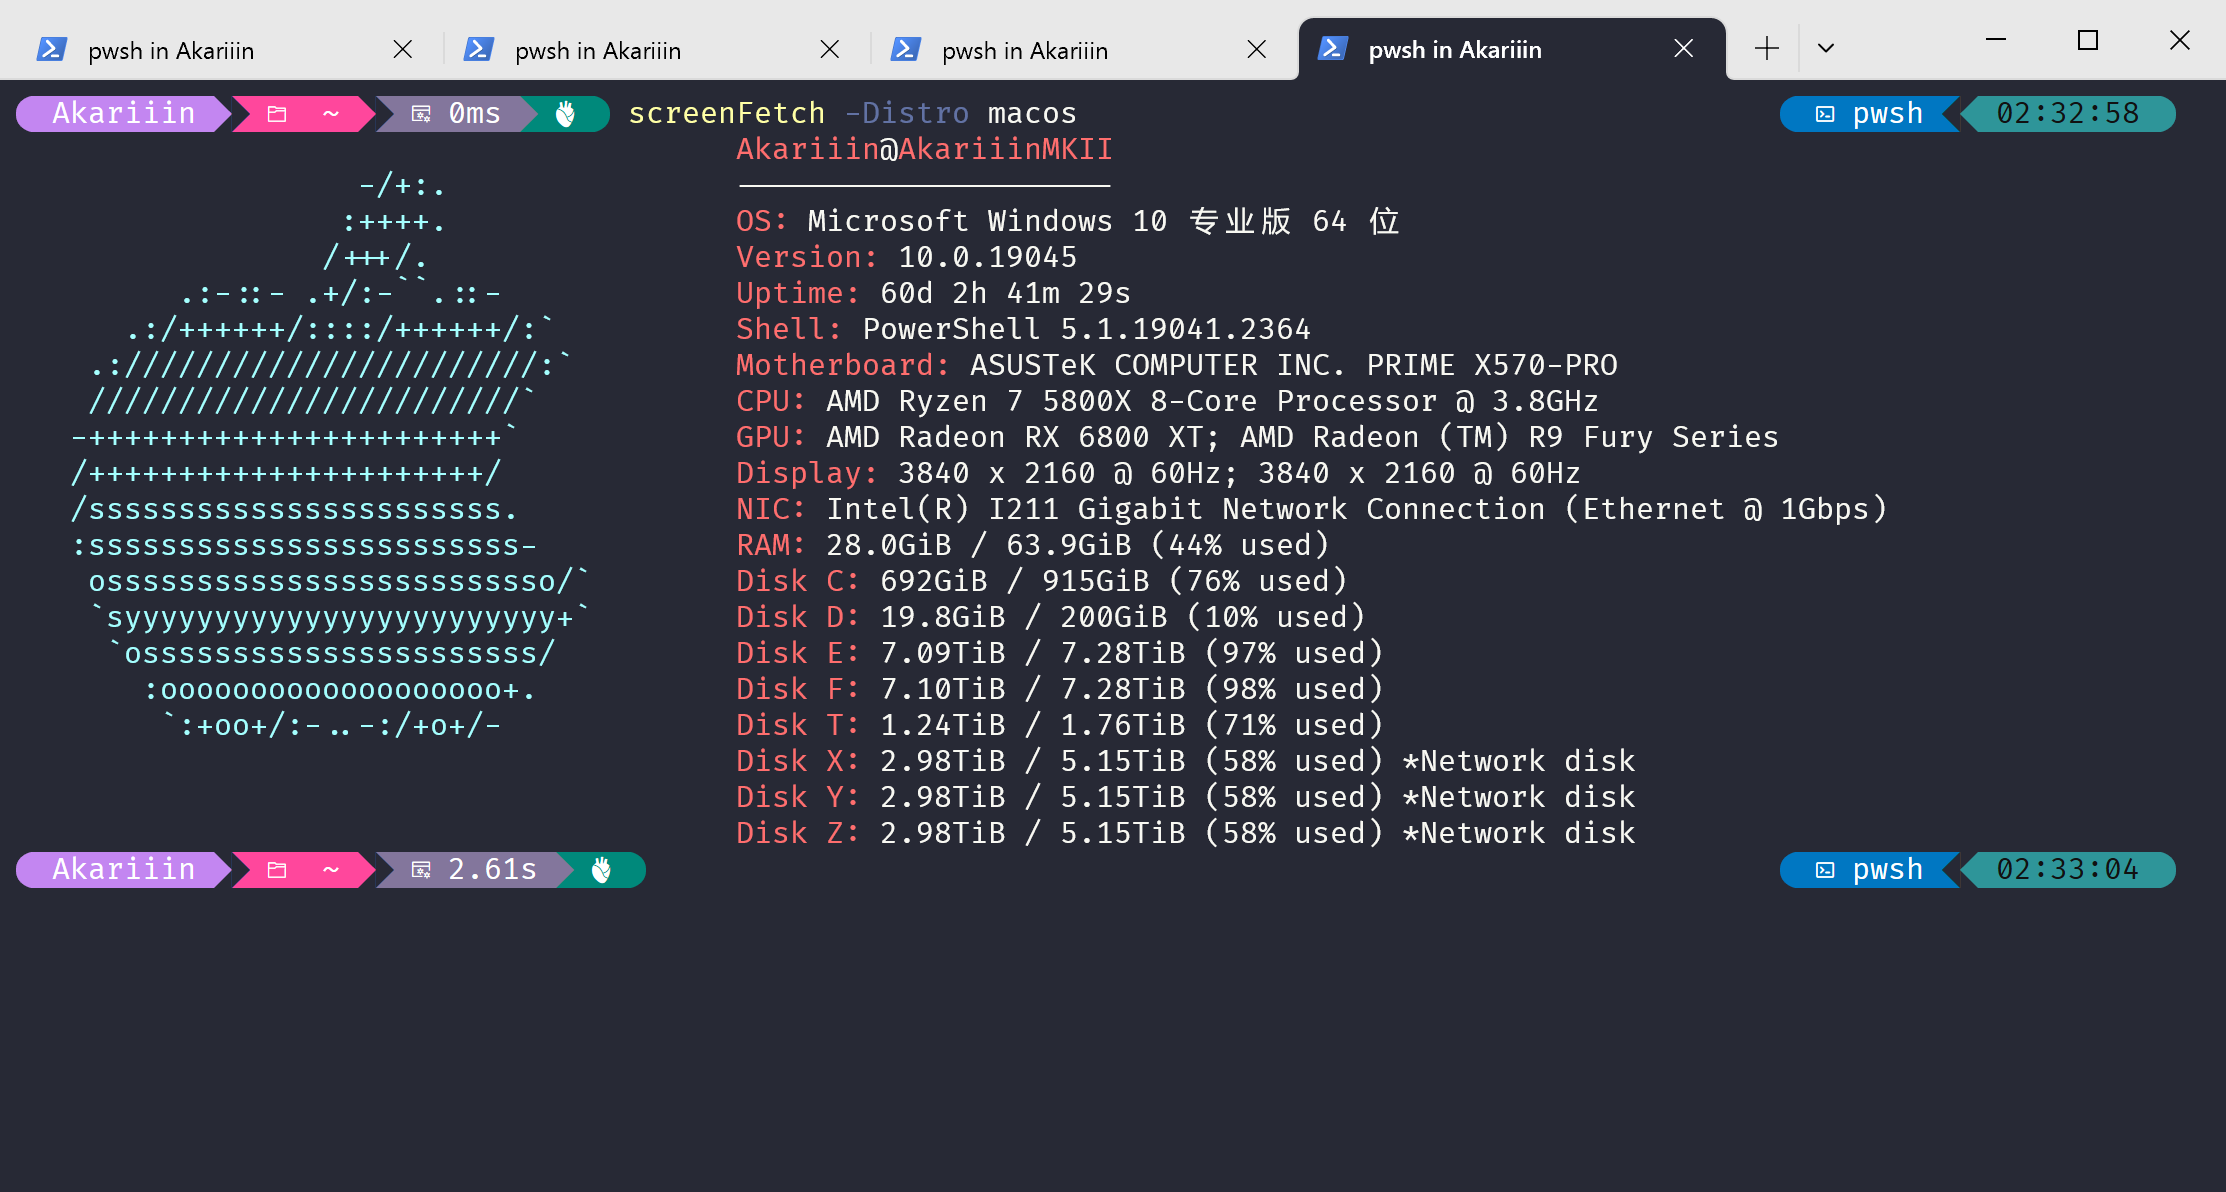 pwsh in Akariiin
pwsh in Akariiin
pwsh in Akariiin
pwsh in Akariiin
Akariiin ~ 0ms screenFetch -Distro macos pwsh 02:32:58
Akariiin@AkariiinMKII
-/+:.
:++++. OS: Microsoft Windows 10 专业版 64 位
/+++/. Version: 10.0.19045
.:-::- .+/:-``.::- Uptime: 60d 2h 41m 29s
.:/++++++/::::/++++++/:` Shell: PowerShell 5.1.19041.2364
.:///////////////////////:` Motherboard: ASUSTeK COMPUTER INC. PRIME X570-PRO
////////////////////////` CPU: AMD Ryzen 7 5800X 8-Core Processor @ 3.8GHz
-+++++++++++++++++++++++` GPU: AMD Radeon RX 6800 XT; AMD Radeon (TM) R9 Fury Series
/++++++++++++++++++++++/ Display: 3840 x 2160 @ 60Hz; 3840 x 2160 @ 60Hz
/sssssssssssssssssssssss. NIC: Intel(R) I211 Gigabit Network Connection (Ethernet @ 1Gbps)
:ssssssssssssssssssssssss- RAM: 28.0GiB / 63.9GiB (44% used)
osssssssssssssssssssssssso/` Disk C: 692GiB / 915GiB (76% used)
`syyyyyyyyyyyyyyyyyyyyyyyy+` Disk D: 19.8GiB / 200GiB (10% used)
`ossssssssssssssssssssss/ Disk E: 7.09TiB / 7.28TiB (97% used)
:ooooooooooooooooooo+. Disk F: 7.10TiB / 7.28TiB (98% used)
`:+oo+/:-..-:/+o+/- Disk T: 1.24TiB / 1.76TiB (71% used)
Disk X: 2.98TiB / 5.15TiB (58% used) *Network disk
Disk Y: 2.98TiB / 5.15TiB (58% used) *Network disk
Disk Z: 2.98TiB / 5.15TiB (58% used) *Network disk
Akariiin ~ 2.61s pwsh 02:33:04